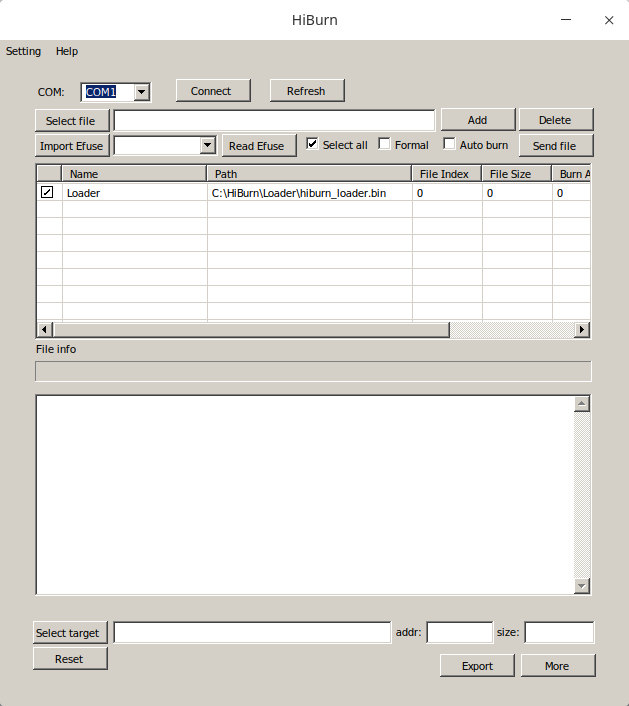 HiBurn
Setting Help
COM: COM1 Connect Refresh
Select file Add Delete
Import Efuse Read Efuse Select all Formal Auto burn Send file
Name Path File Index File Size Burn A
Loader C:\HiBurn\Loader\hiburn_loader.bin 0 0 0
File info
Select target addr: size:
Reset
Export More